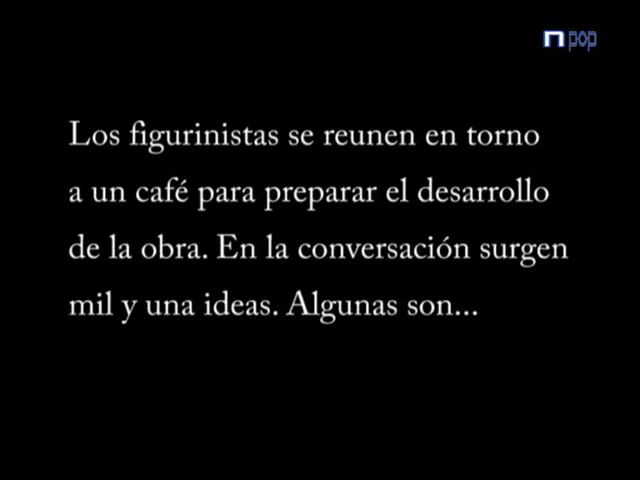 n pop
Los figurinistas se reunen en torno
a un café para preparar el desarrollo
de la obra. En la conversación surgen
mil y una ideas. Algunas son...